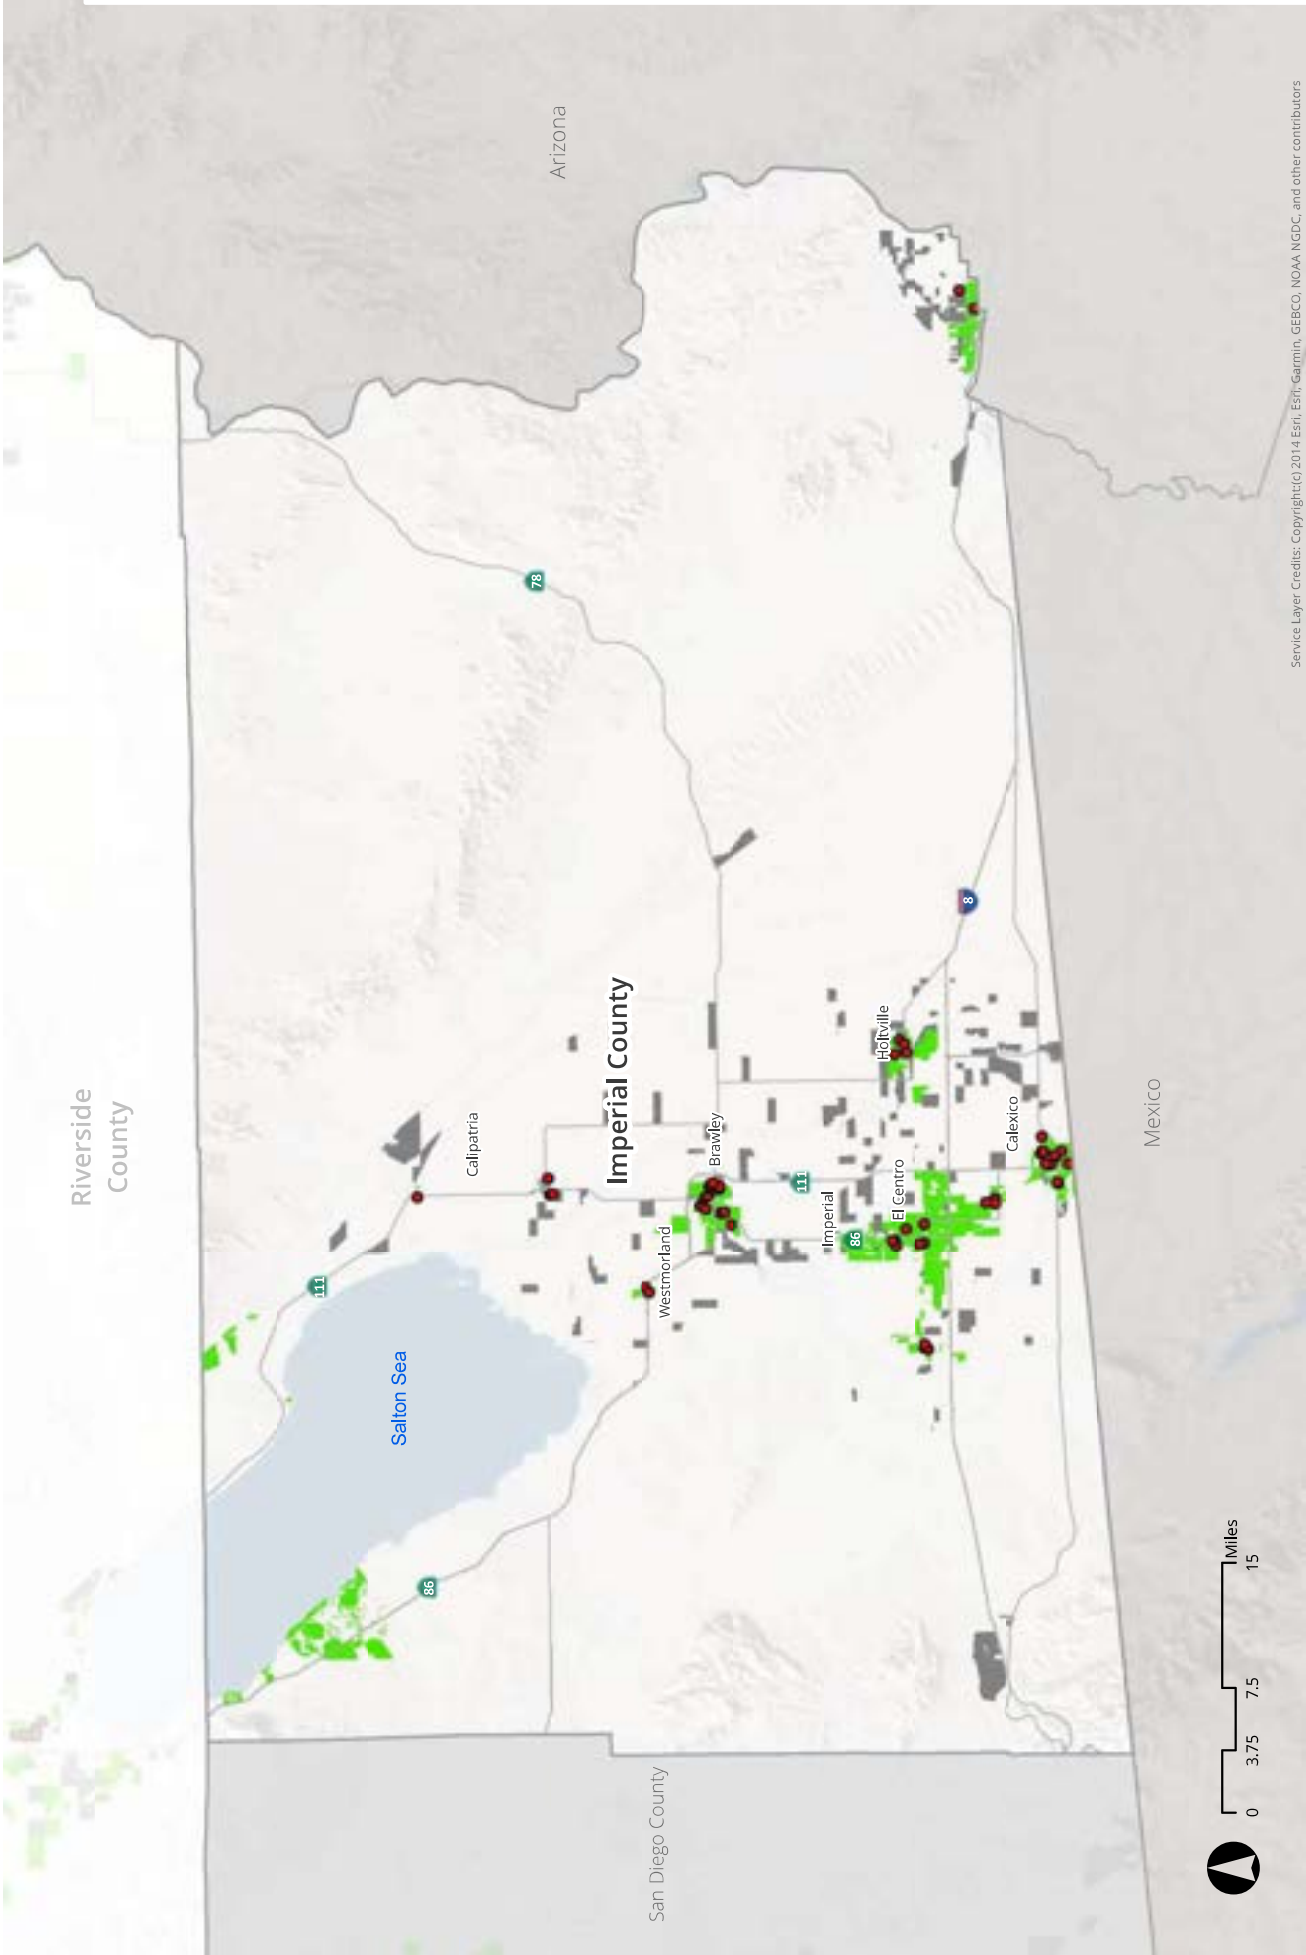 Riverside
County
Arizona
111
78
Salton Sea
86
Calipatria
Imperial County
San Diego County
Westmorland
Brawley
111
Imperial
86
El Centro
Holtville
8
Calexico
Mexico
Miles
0 3.75 7.5 15
Service Layer Credits: Copyright:(c) 2014 Esri, Esri, Garmin, GEBCO, NOAA NGDC, and other contributors